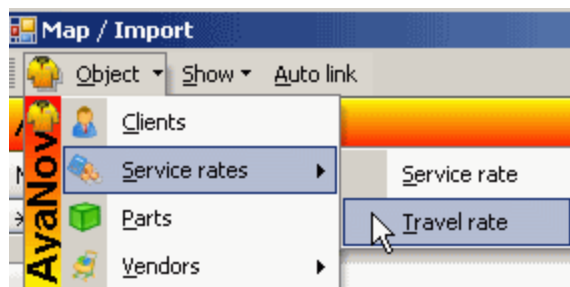 Map / Import
Object Show Auto link
Clients
Service rates
Service rate
Parts
Travel rate
Vendors
AvaNov